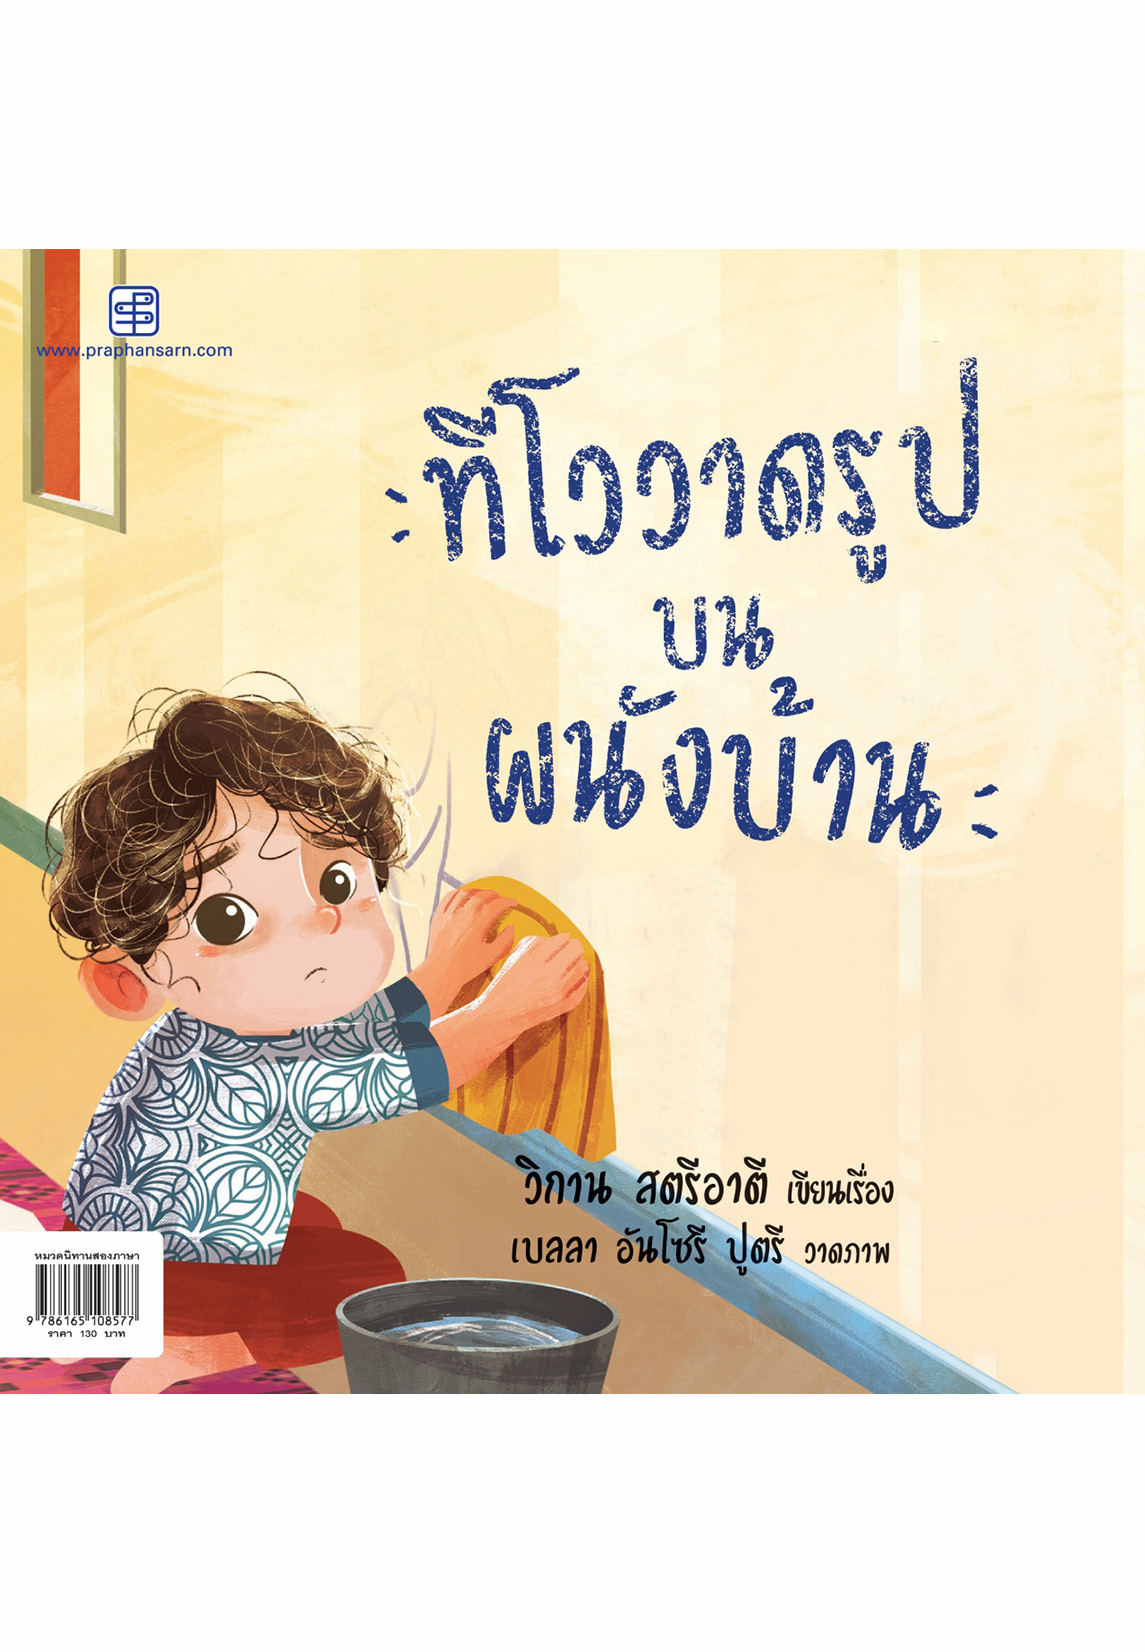 www.praphansarn.com
ทีโววาดรูป
บน
ผนังบ้าน
วิกาน สตรีอาตี เขียนเรื่อง
เบลลา อันโซรี ปูตรี วาดภาพ
หมวดนิทานสองภาษา
9 786165 108577
ราคา 130 บาท